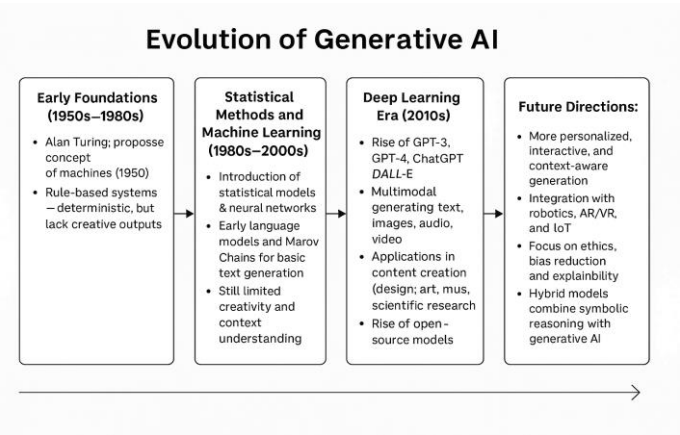 Evolution of Generative AI
Early Foundations
(1950s–1980s)
• Alan Turing; proposse
concept
of machines (1950)
• Rule-based systems
— deterministic, but
lack creative outputs
Statistical
Methods and
Machine Learning
(1980s–2000s)
• Introduction of
statistical models
& neural networks
• Early language
models and Marov
Chains for basic
text generation
• Still limited
creativity and
context
understanding
Deep Learning
Era (2010s)
• Rise of GPT-3,
GPT-4, ChatGPT
DALL-E
• Multimodal
generating text,
images, audio,
video
• Applications in
content creation
(design; art, mus,
scientific research
• Rise of open-
source models
Future Directions:
• More personalized,
interactive, and
context-aware
generation
• Integration with
robotics, AR/VR,
and IoT
• Focus on ethics,
bias reduction
and explainbility
• Hybrid models
combine symbolic
reasoning with
generative AI